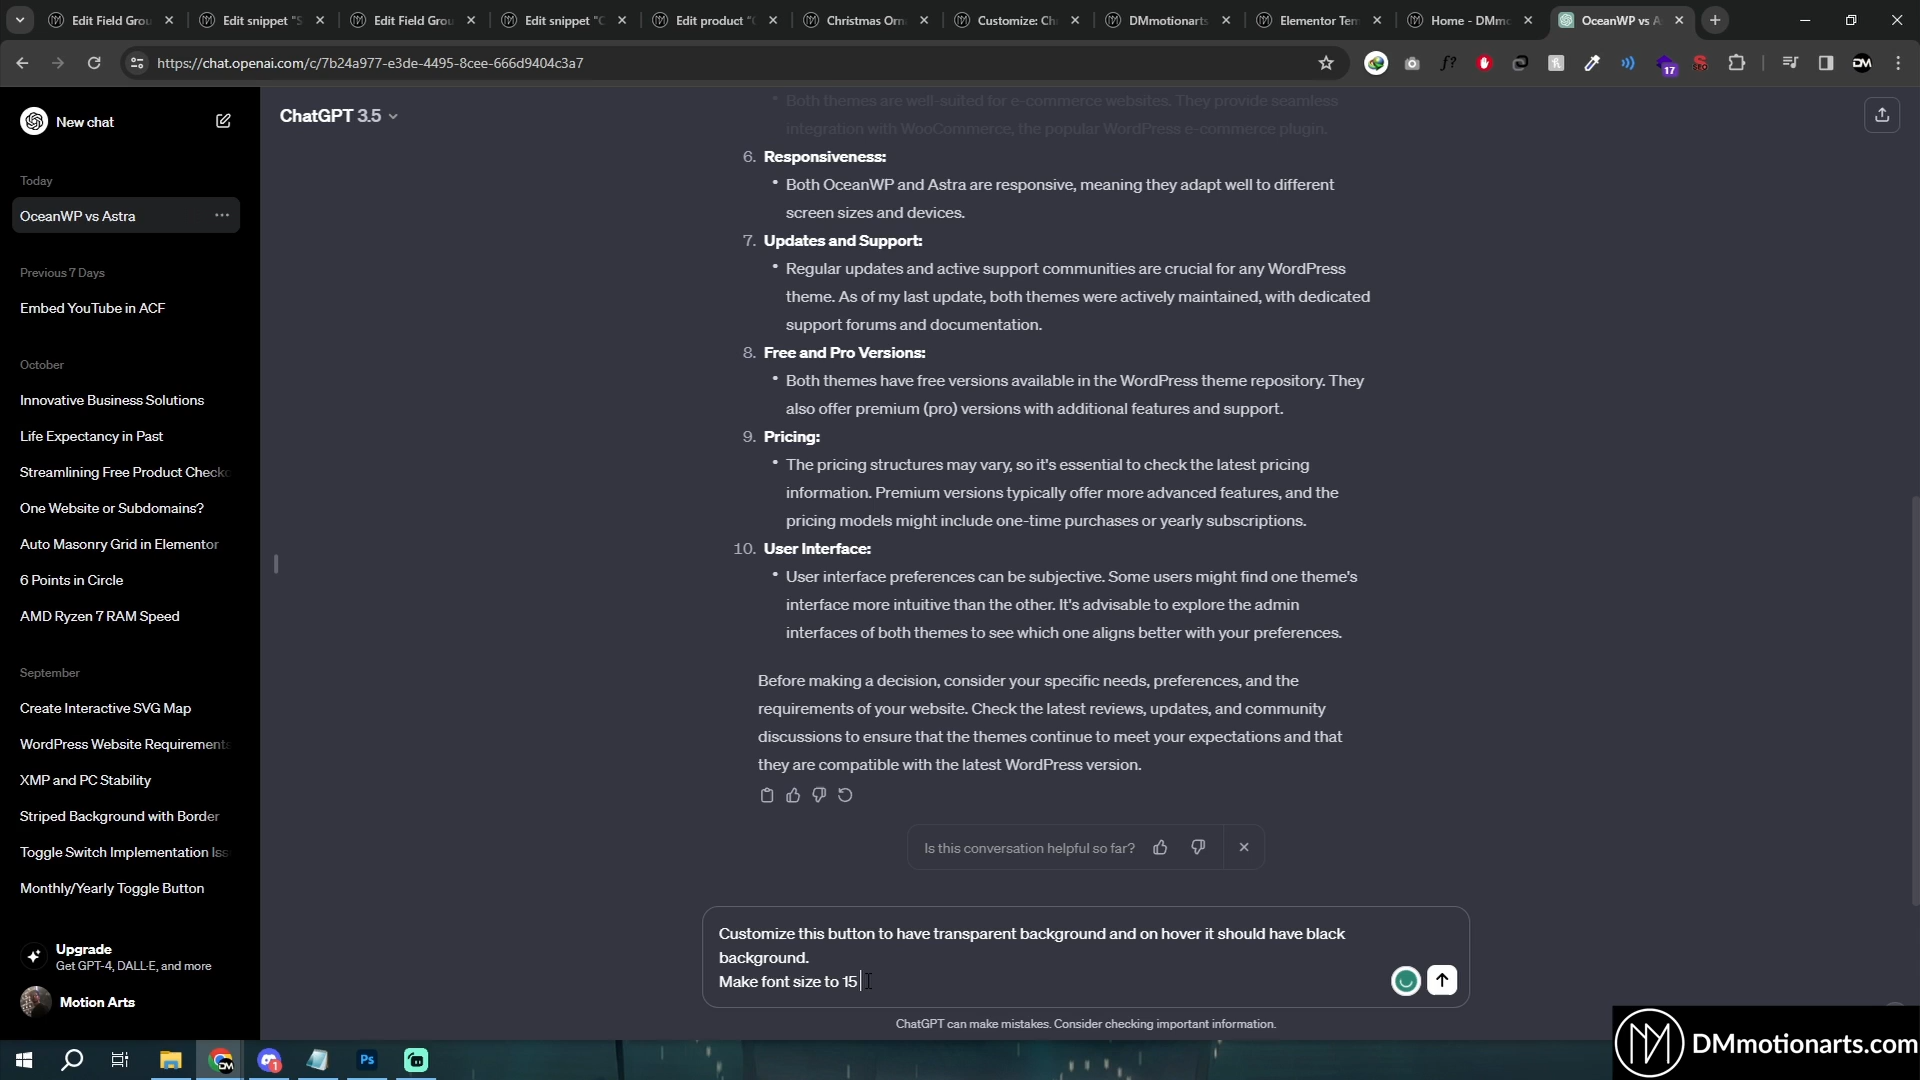 Edit Field Grou
Edit snippet "S
Edit Field Grou
Edit snippet "C
Edit product "C
Christmas Orn
Customize: Ch
DMmotionarts
Elementor Tem
Home - DMmo
OceanWP vs A
https://chat.openai.com/c/7b24a977-e3de-4495-8cee-666d9404c3a7
f?
17
SEO
DM
New chat
Today
OceanWP vs Astra
Previous 7 Days
Embed YouTube in ACF
October
Innovative Business Solutions
Life Expectancy in Past
Streamlining Free Product Checko
One Website or Subdomains?
Auto Masonry Grid in Elementor
6 Points in Circle
AMD Ryzen 7 RAM Speed
September
Create Interactive SVG Map
WordPress Website Requirements
XMP and PC Stability
Striped Background with Border
Toggle Switch Implementation Iss
Monthly/Yearly Toggle Button
Upgrade
Get GPT-4, DALL·E, and more
Motion Arts
ChatGPT 3.5
• Both themes are well-suited for e-commerce websites. They provide seamless
integration with WooCommerce, the popular WordPress e-commerce plugin.
6. Responsiveness:
• Both OceanWP and Astra are responsive, meaning they adapt well to different
screen sizes and devices.
7. Updates and Support:
• Regular updates and active support communities are crucial for any WordPress
theme. As of my last update, both themes were actively maintained, with dedicated
support forums and documentation.
8. Free and Pro Versions:
• Both themes have free versions available in the WordPress theme repository. They
also offer premium (pro) versions with additional features and support.
9. Pricing:
• The pricing structures may vary, so it's essential to check the latest pricing
information. Premium versions typically offer more advanced features, and the
pricing models might include one-time purchases or yearly subscriptions.
10. User Interface:
• User interface preferences can be subjective. Some users might find one theme's
interface more intuitive than the other. It's advisable to explore the admin
interfaces of both themes to see which one aligns better with your preferences.
Before making a decision, consider your specific needs, preferences, and the
requirements of your website. Check the latest reviews, updates, and community
discussions to ensure that the themes continue to meet your expectations and that
they are compatible with the latest WordPress version.
Is this conversation helpful so far?
Customize this button to have transparent background and on hover it should have black
background.
Make font size to 15
ChatGPT can make mistakes. Consider checking important information.
DM
1
Ps
DMmotionarts.com